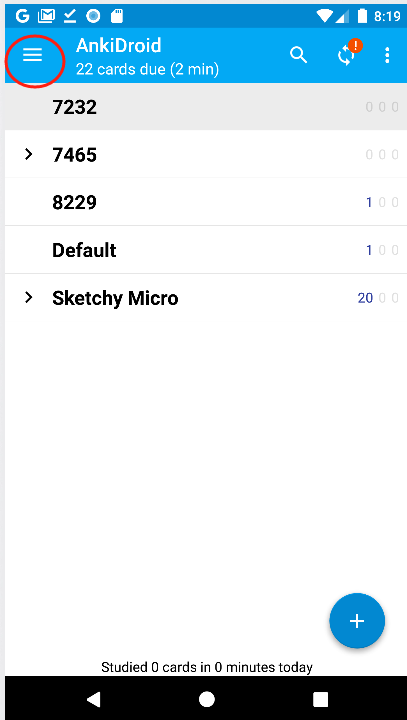 G 8:19
AnkiDroid
22 cards due (2 min)
7232 0 0 0
7465 0 0 0
8229 1 0 0
Default 1 0 0
Sketchy Micro 20 0 0
Studied 0 cards in 0 minutes today